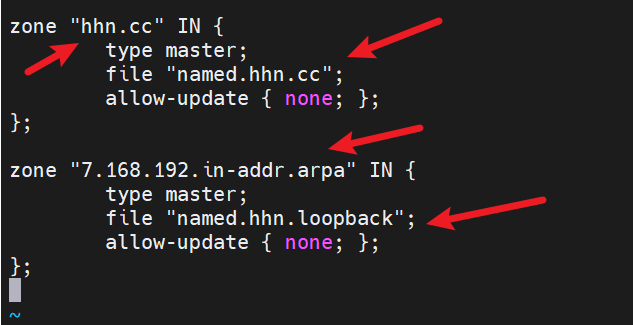 zone "hhn.cc" IN {
        type master;
        file "named.hhn.cc";
        allow-update { none; };
};

zone "7.168.192.in-addr.arpa" IN {
        type master;
        file "named.hhn.loopback";
        allow-update { none; };
};
~